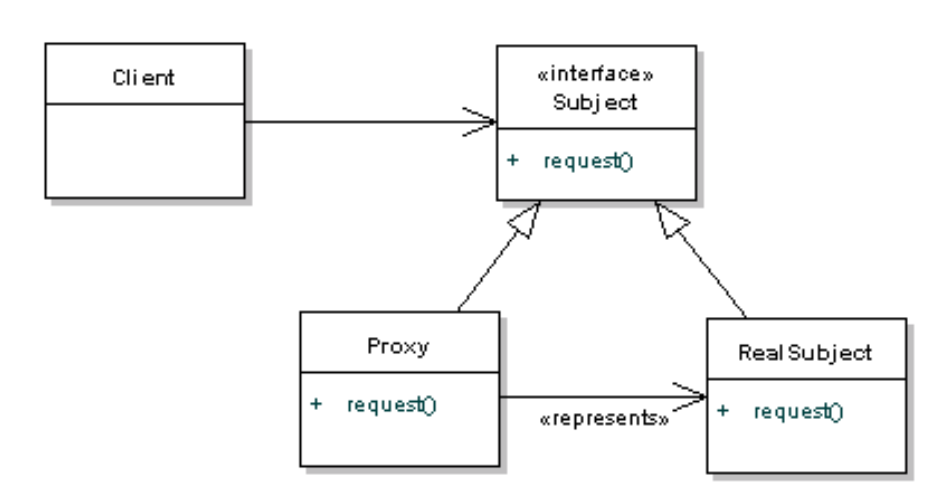 Client
«interface»
Subject
+ request()
Proxy
+ request()
«represents»
RealSubject
+ request()